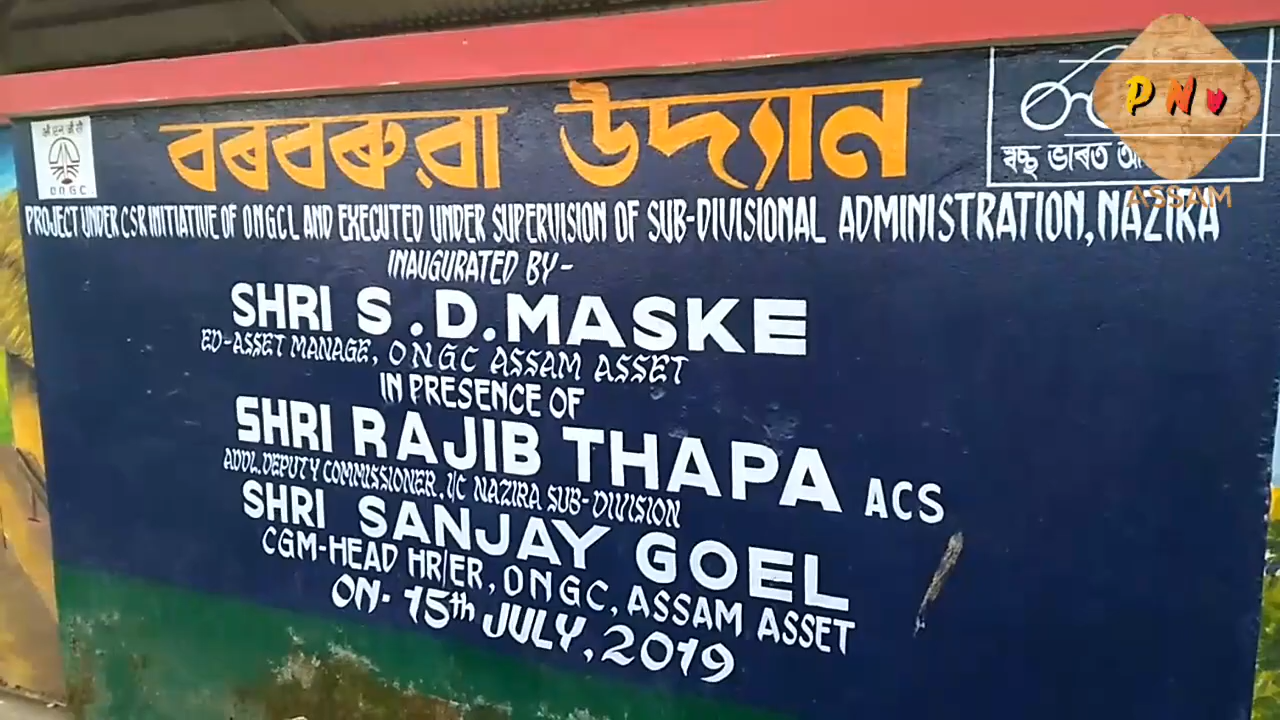 ओ एन जी सी
O N G C.
বৰবৰুৱা উদ্যান
স্বচ্ছ ভাৰত
PNv
ASSAM
PROJECT UNDER CSR INITIATIVE OF ONGCL AND EXECUTED UNDER SUPERVISION OF SUB-DIVISIONAL ADMINISTRATION, NAZIRA
INAUGURATED BY-
SHRI S.D.MASKE
ED-ASSET MANAGE, ONGC ASSAM ASSET
IN PRESENCE OF
SHRI RAJIB THAPA ACS
ADDL.DEPUTY COMMISSIONER, I/C NAZIRA SUB-DIVISION
SHRI SANJAY GOEL
CGM-HEAD HR/ER, ONGC, ASSAM ASSET
ON- 15th JULY, 2019